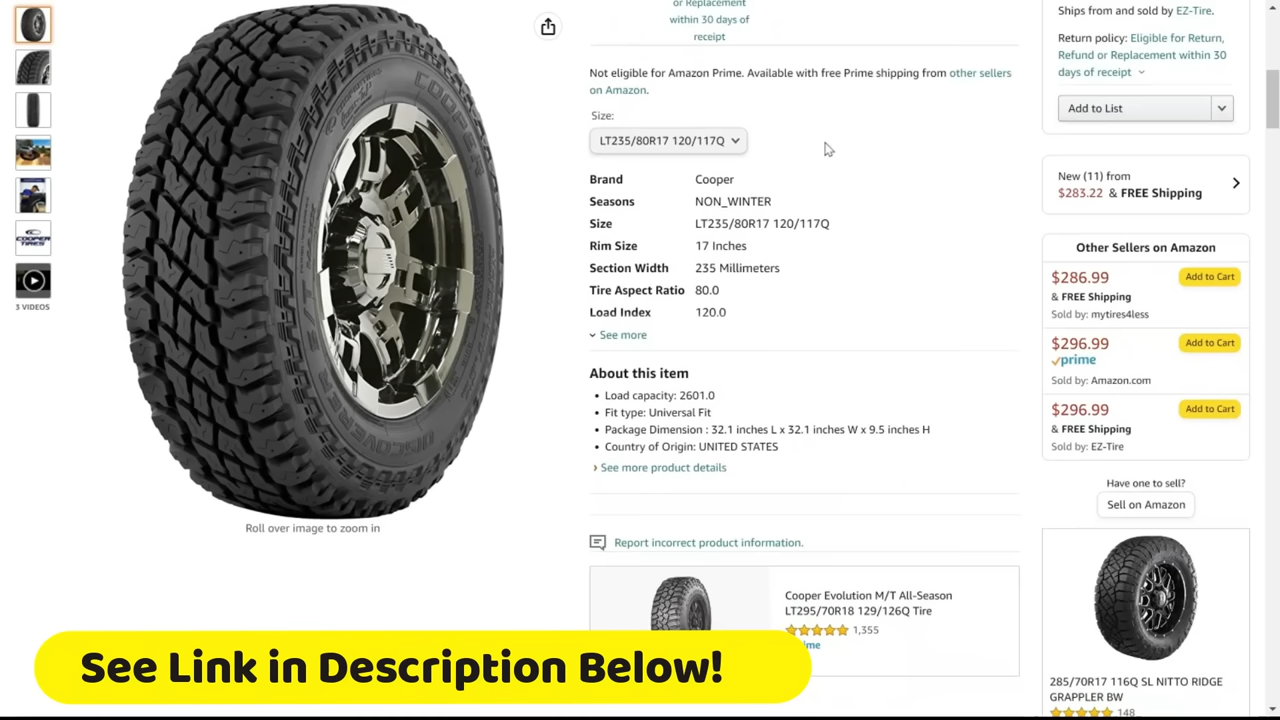 or Replacement
within 30 days of
receipt
Not eligible for Amazon Prime. Available with free Prime shipping from other sellers
on Amazon.
Size:
LT235/80R17 120/117Q
Brand Cooper
Seasons NON_WINTER
Size LT235/80R17 120/117Q
Rim Size 17 Inches
Section Width 235 Millimeters
Tire Aspect Ratio 80.0
Load Index 120.0
See more
About this item
• Load capacity: 2601.0
• Fit type: Universal Fit
• Package Dimension : 32.1 inches L x 32.1 inches W x 9.5 inches H
• Country of Origin: UNITED STATES
› See more product details
Report incorrect product information.
Cooper Evolution M/T All-Season
LT295/70R18 129/126Q Tire
1,355
COOPER
DISCOVERER
COOPER
TIRES
3 VIDEOS
Roll over image to zoom in
Ships from and sold by EZ-Tire.
Return policy: Eligible for Return,
Refund or Replacement within 30
days of receipt
Add to List
New (11) from
$283.22 & FREE Shipping
Other Sellers on Amazon
$286.99 Add to Cart
& FREE Shipping
Sold by: mytires4less
$296.99 Add to Cart
prime
Sold by: Amazon.com
$296.99 Add to Cart
& FREE Shipping
Sold by: EZ-Tire
Have one to sell?
Sell on Amazon
285/70R17 116Q SL NITTO RIDGE
GRAPPLER BW
148
See Link in Description Below!